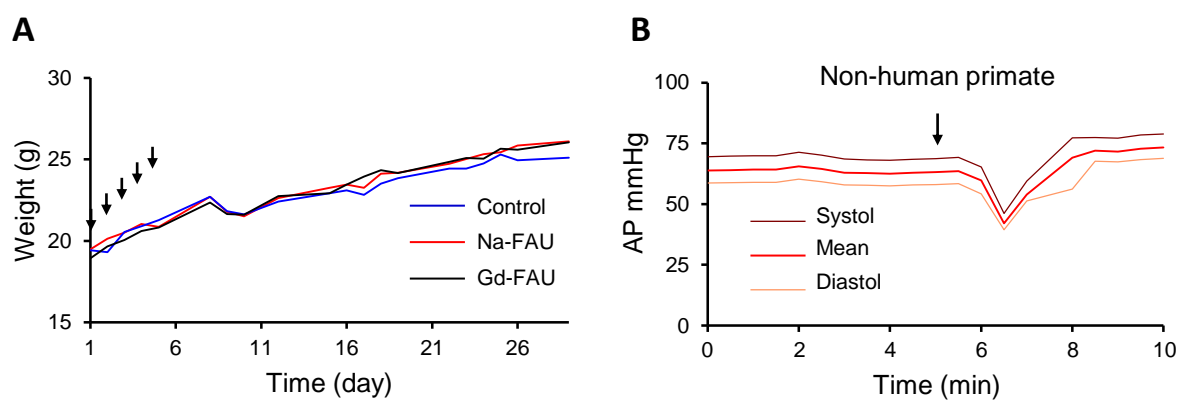 A
30
25
20
15
Weight (g)
Control
Na-FAU
Gd-FAU
1 6 11 16 21 26
Time (day)
B
Non-human primate
100
75
50
25
0
AP mmHg
Systol
Mean
Diastol
0 2 4 6 8 10
Time (min)